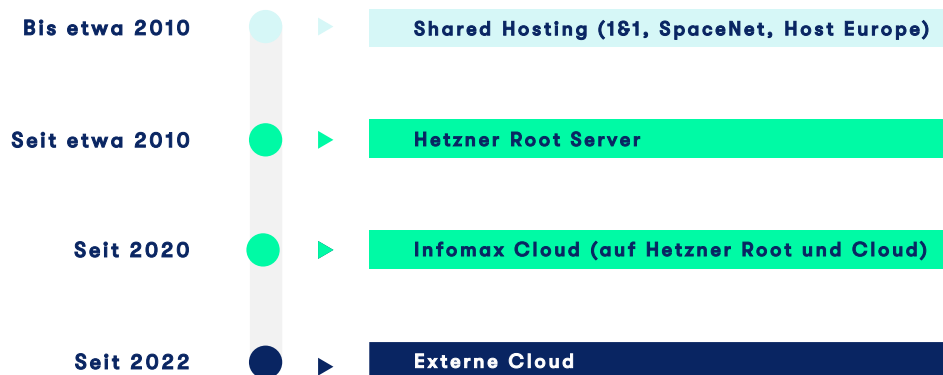 Bis etwa 2010 Shared Hosting (1&1, SpaceNet, Host Europe)
Seit etwa 2010 Hetzner Root Server
Seit 2020 Infomax Cloud (auf Hetzner Root und Cloud)
Seit 2022 Externe Cloud